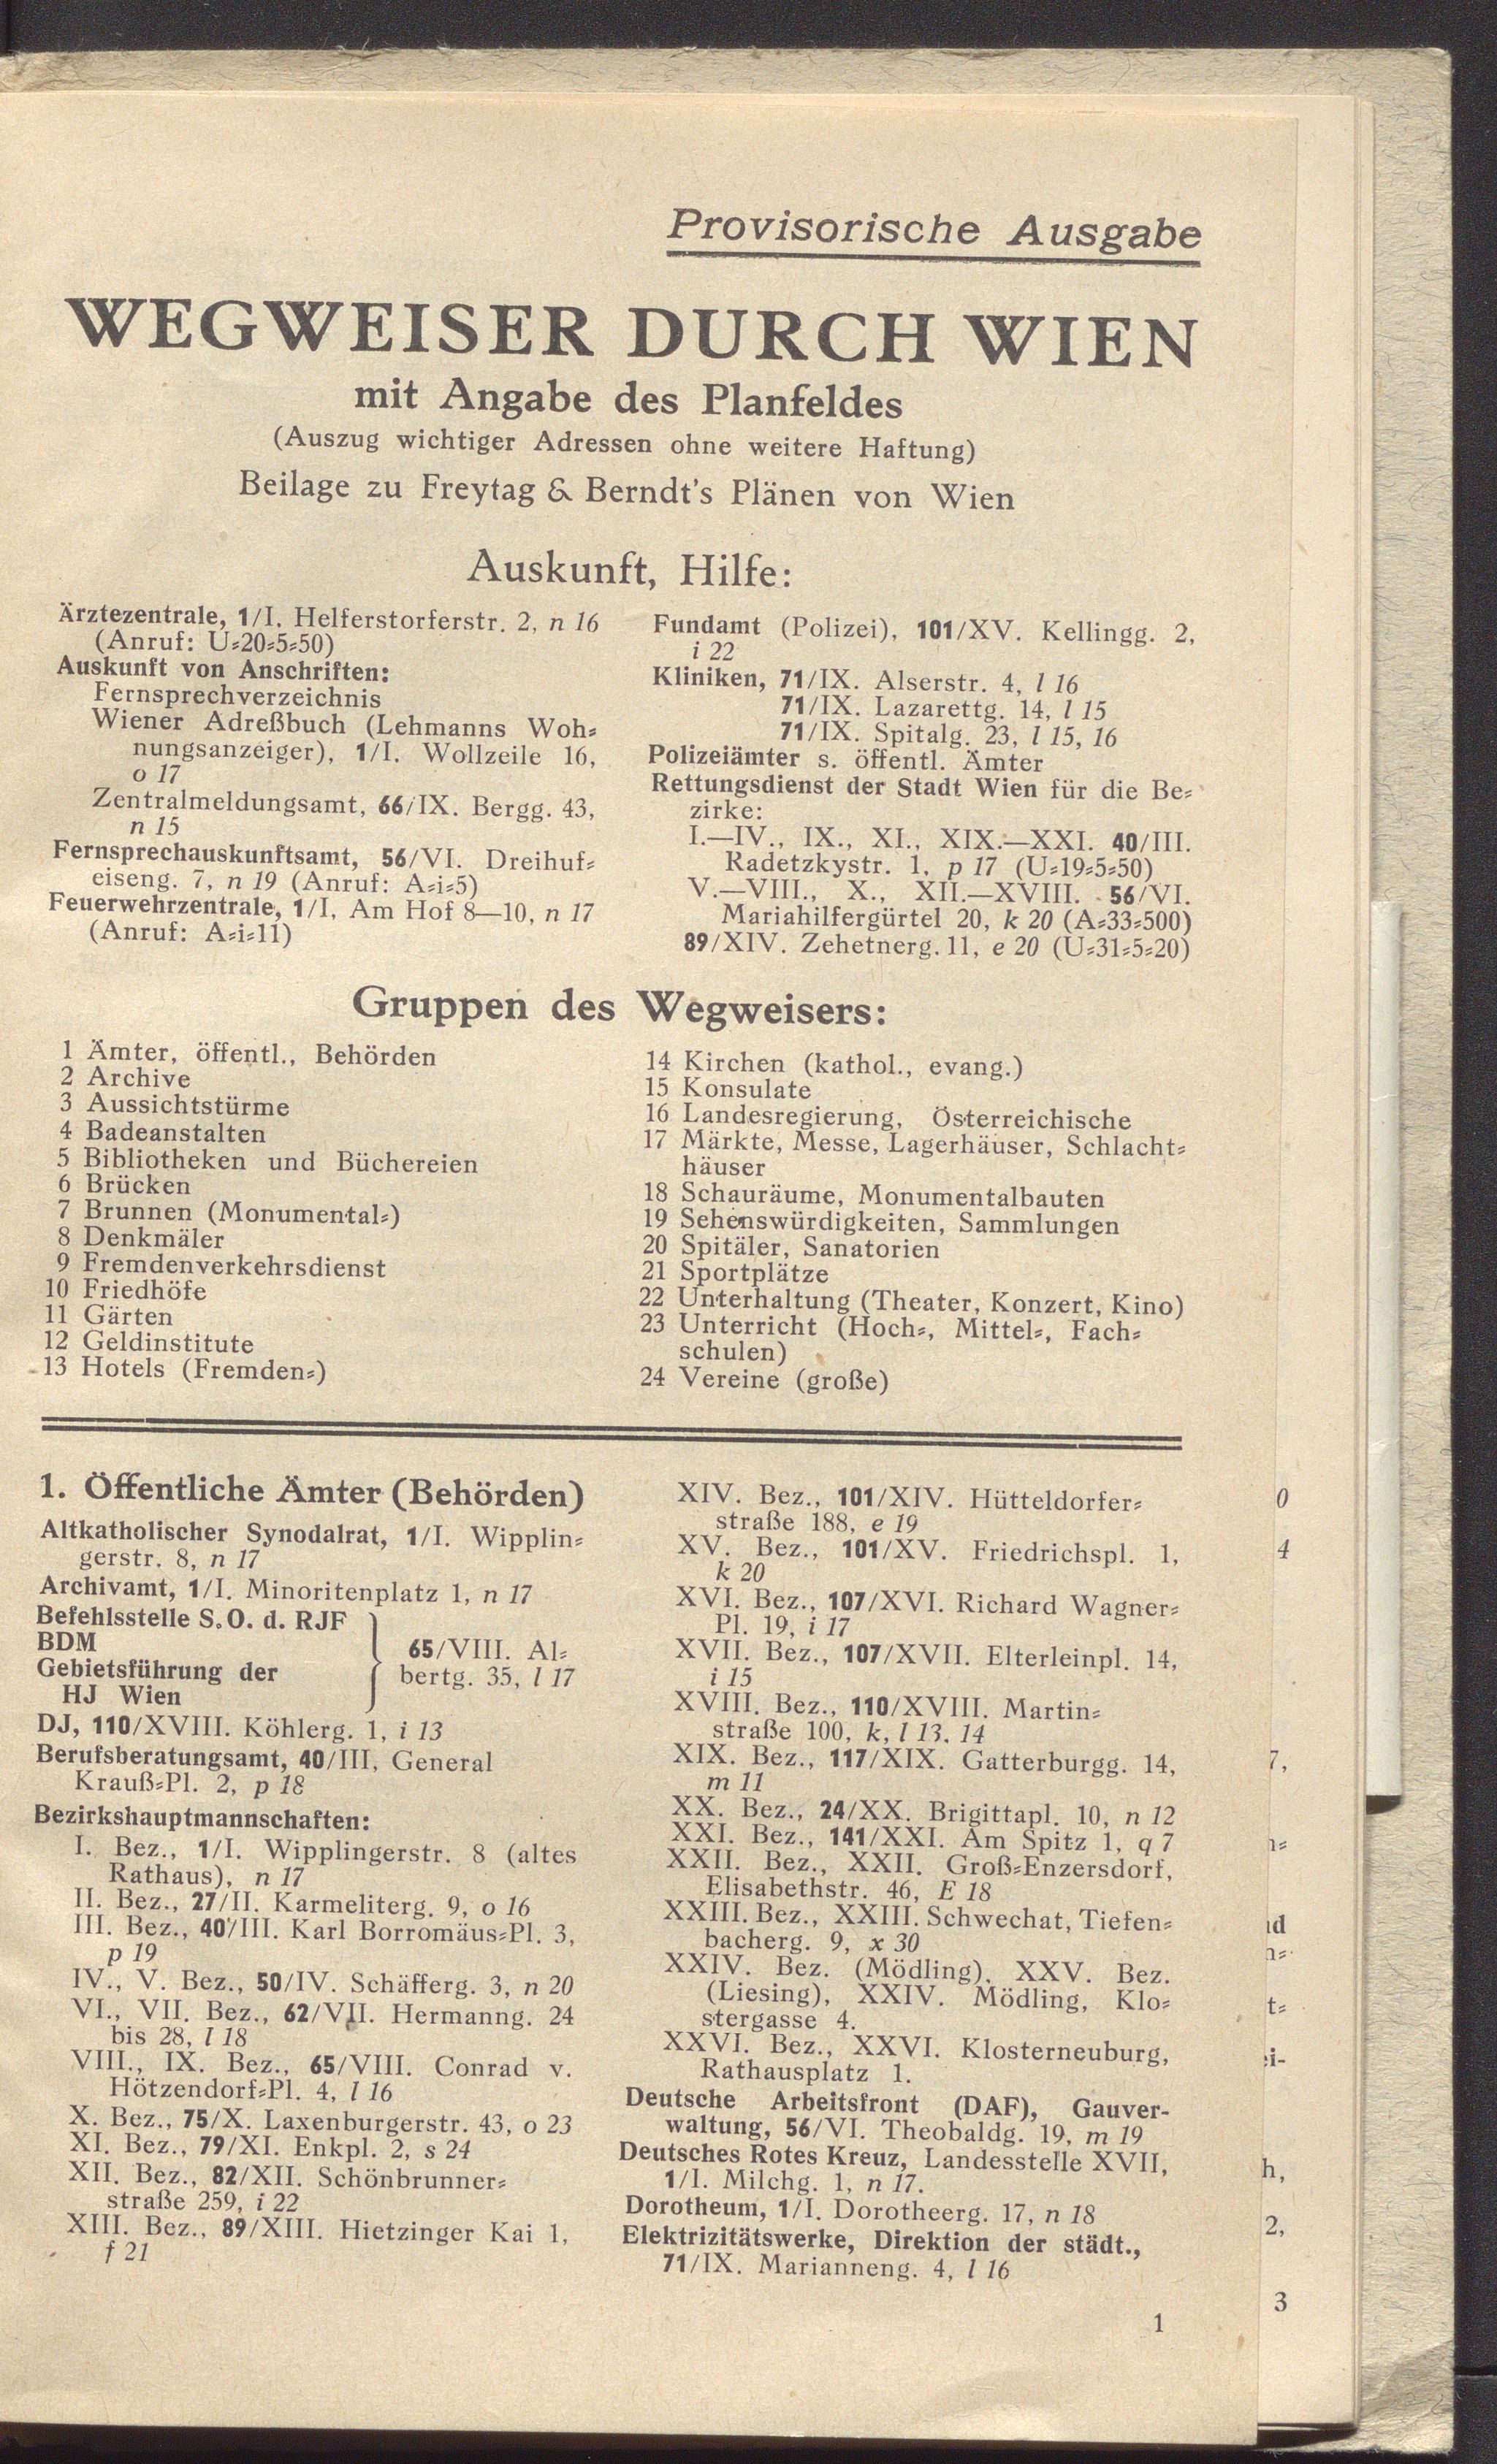 Provisorische Ausgabe
WEGWEISER DURCH WIEN
mit Angabe des Planfeldes
(Auszug wichtiger Adressen ohne weitere Haftung)
Beilage zu Freytag & Berndt's Plänen von Wien
Auskunft, Hilfe:
Ärztezentrale, 1/I. Helferstorferstr. 2, n 16
(Anruf: U=20=5=50)
Auskunft von Anschriften:
Fernsprechverzeichnis
Wiener Adreßbuch (Lehmanns Woh=
nungsanzeiger), 1/I. Wollzeile 16,
o 17
Zentralmeldungsamt, 66/IX. Bergg. 43,
n 15
Fernsprechauskunftsamt, 56/VI. Dreihuf=
eiseng. 7, n 19 (Anruf: A=i=5)
Feuerwehrzentrale, 1/I, Am Hof 8—10, n 17
(Anruf: A=i=11)
Fundamt (Polizei), 101/XV. Kellingg. 2,
i 22
Kliniken, 71/IX. Alserstr. 4, l 16
71/IX. Lazarettg. 14, l 15
71/IX. Spitalg. 23, l 15, 16
Polizeiämter s. öffentl. Ämter
Rettungsdienst der Stadt Wien für die Be=
zirke:
I.—IV., IX., XI., XIX.—XXI. 40/III.
Radetzkystr. 1, p 17 (U=19=5=50)
V.—VIII., X., XII.—XVIII. 56/VI.
Mariahilfergürtel 20, k 20 (A=33=500)
89/XIV. Zehetnerg. 11, e 20 (U=31=5=20)
Gruppen des Wegweisers:
1 Ämter, öffentl., Behörden
2 Archive
3 Aussichtstürme
4 Badeanstalten
5 Bibliotheken und Büchereien
6 Brücken
7 Brunnen (Monumental=)
8 Denkmäler
9 Fremdenverkehrsdienst
10 Friedhöfe
11 Gärten
12 Geldinstitute
13 Hotels (Fremden=)
14 Kirchen (kathol., evang.)
15 Konsulate
16 Landesregierung, Österreichische
17 Märkte, Messe, Lagerhäuser, Schlacht=
häuser
18 Schauräume, Monumentalbauten
19 Sehenswürdigkeiten, Sammlungen
20 Spitäler, Sanatorien
21 Sportplätze
22 Unterhaltung (Theater, Konzert, Kino)
23 Unterricht (Hoch=, Mittel=, Fach=
schulen)
24 Vereine (große)
1. Öffentliche Ämter (Behörden)
Altkatholischer Synodalrat, 1/I. Wipplin=
gerstr. 8, n 17
Archivamt, 1/I. Minoritenplatz 1, n 17
Befehlsstelle S.O. d. RJF
BDM
Gebietsführung der
HJ Wien
65/VIII. Al=
bertg. 35, l 17
DJ, 110/XVIII. Köhlerg. 1, i 13
Berufsberatungsamt, 40/III, General
Krauß=Pl. 2, p 18
Bezirkshauptmannschaften:
I. Bez., 1/I. Wipplingerstr. 8 (altes
Rathaus), n 17
II. Bez., 27/II. Karmeliterg. 9, o 16
III. Bez., 40/III. Karl Borromäus=Pl. 3,
p 19
IV., V. Bez., 50/IV. Schäfferg. 3, n 20
VI., VII. Bez., 62/VII. Hermanng. 24
bis 28, l 18
VIII., IX. Bez., 65/VIII. Conrad v.
Hötzendorf=Pl. 4, l 16
X. Bez., 75/X. Laxenburgerstr. 43, o 23
XI. Bez., 79/XI. Enkpl. 2, s 24
XII. Bez., 82/XII. Schönbrunner=
straße 259, i 22
XIII. Bez., 89/XIII. Hietzinger Kai 1,
f 21
XIV. Bez., 101/XIV. Hütteldorfer=
straße 188, e 19
XV. Bez., 101/XV. Friedrichspl. 1,
k 20
XVI. Bez., 107/XVI. Richard Wagner=
Pl. 19, i 17
XVII. Bez., 107/XVII. Elterleinpl. 14,
i 15
XVIII. Bez., 110/XVIII. Martin=
straße 100, k, l 13, 14
XIX. Bez., 117/XIX. Gatterburgg. 14,
m 11
XX. Bez., 24/XX. Brigittapl. 10, n 12
XXI. Bez., 141/XXI. Am Spitz 1, q 7
XXII. Bez., XXII. Groß=Enzersdorf,
Elisabethstr. 46, E 18
XXIII. Bez., XXIII. Schwechat, Tiefen=
bacherg. 9, x 30
XXIV. Bez. (Mödling), XXV. Bez.
(Liesing), XXIV. Mödling, Klo=
stergasse 4.
XXVI. Bez., XXVI. Klosterneuburg,
Rathausplatz 1.
Deutsche Arbeitsfront (DAF), Gauver-
waltung, 56/VI. Theobaldg. 19, m 19
Deutsches Rotes Kreuz, Landesstelle XVII,
1/I. Milchg. 1, n 17.
Dorotheum, 1/I. Dorotheerg. 17, n 18
Elektrizitätswerke, Direktion der städt.,
71/IX. Marianneng. 4, l 16
1
0
4
7,
h,
2,
3